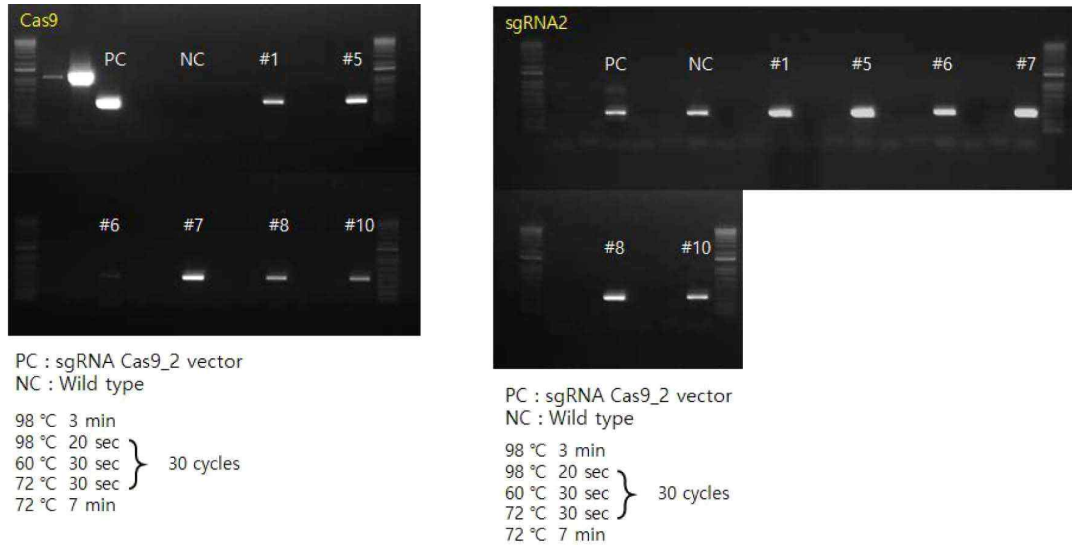 Cas9
PC NC #1 #5
#6 #7 #8 #10
PC : sgRNA Cas9_2 vector
NC : Wild type
98 ℃ 3 min
98 ℃ 20 sec
60 ℃ 30 sec
72 ℃ 30 sec
30 cycles
72 ℃ 7 min
sgRNA2
PC NC #1 #5 #6 #7
#8 #10
PC : sgRNA Cas9_2 vector
NC : Wild type
98 ℃ 3 min
98 ℃ 20 sec
60 ℃ 30 sec
72 ℃ 30 sec
30 cycles
72 ℃ 7 min